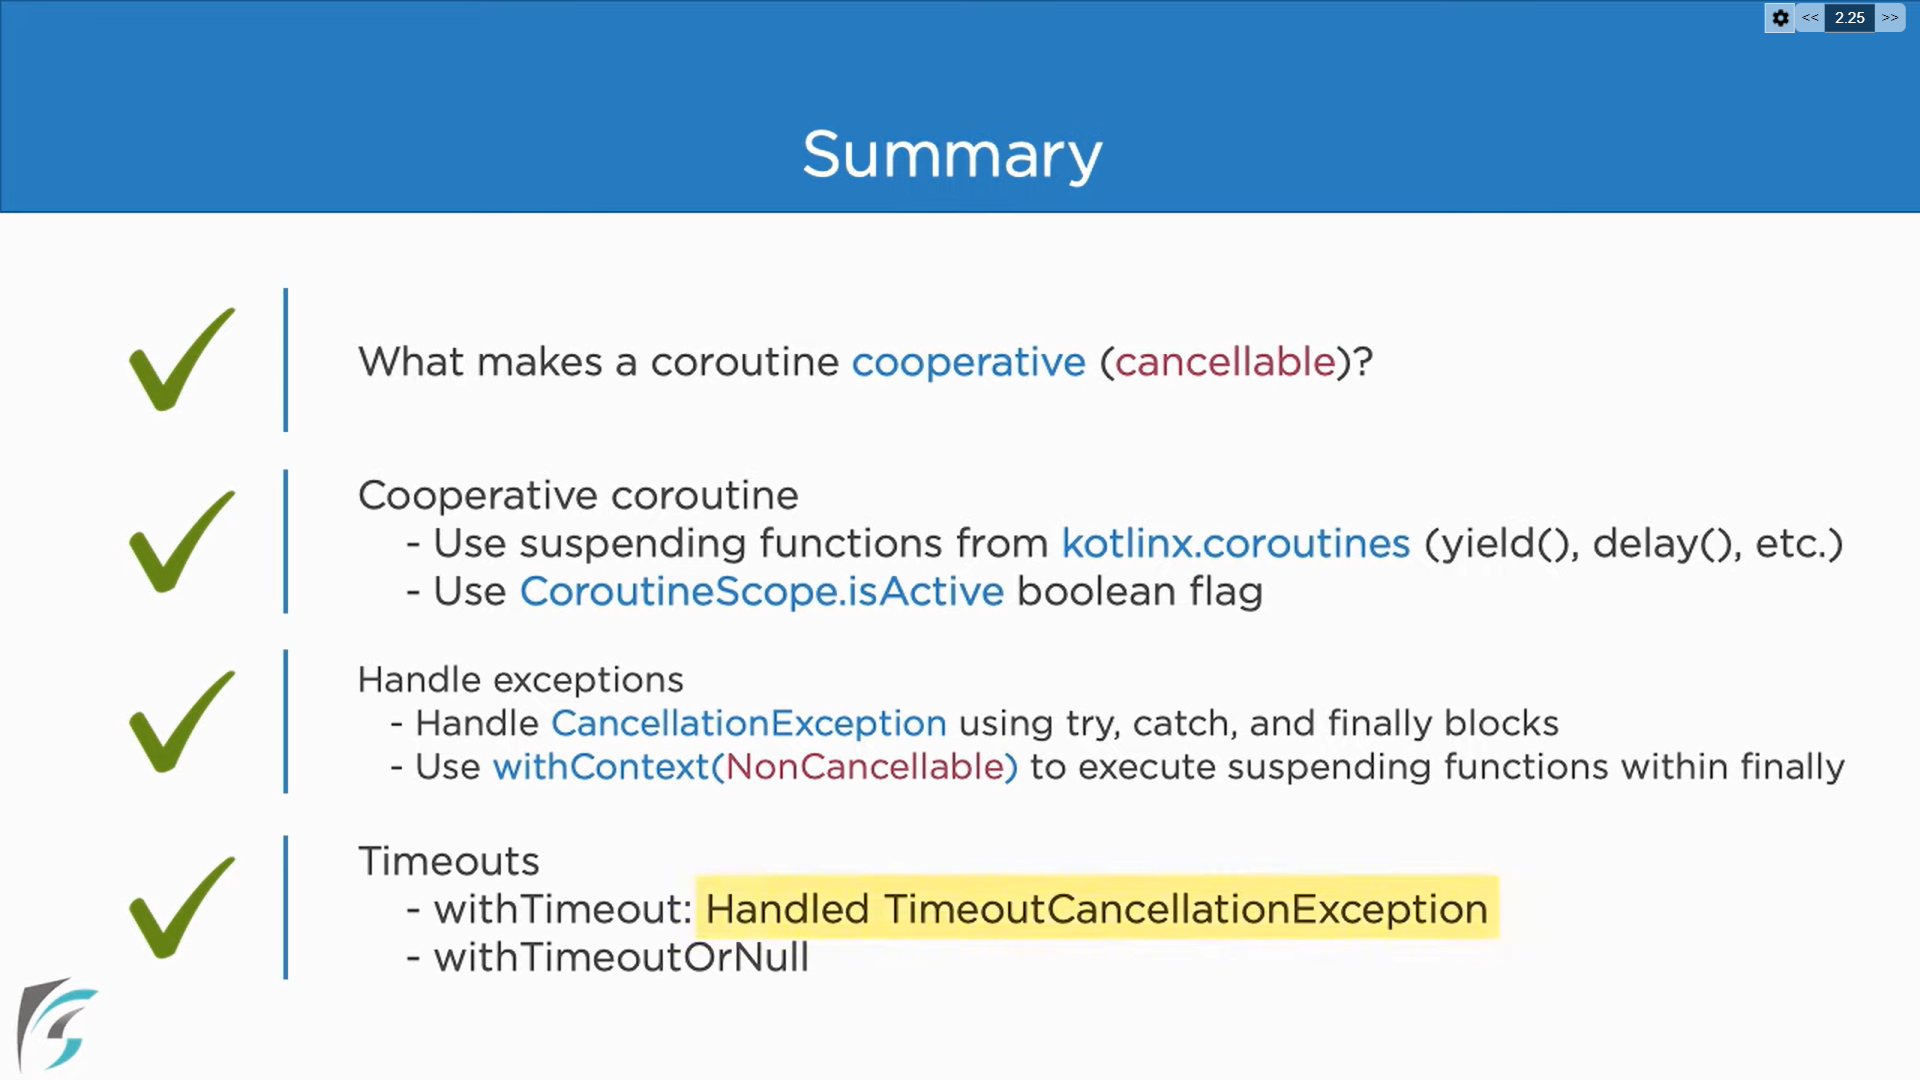 << 2.25 >>
Summary
What makes a coroutine cooperative (cancellable)?
Cooperative coroutine
- Use suspending functions from kotlinx.coroutines (yield(), delay(), etc.)
- Use CoroutineScope.isActive boolean flag
Handle exceptions
- Handle CancellationException using try, catch, and finally blocks
- Use withContext(NonCancellable) to execute suspending functions within finally
Timeouts
- withTimeout: Handled TimeoutCancellationException
- withTimeoutOrNull